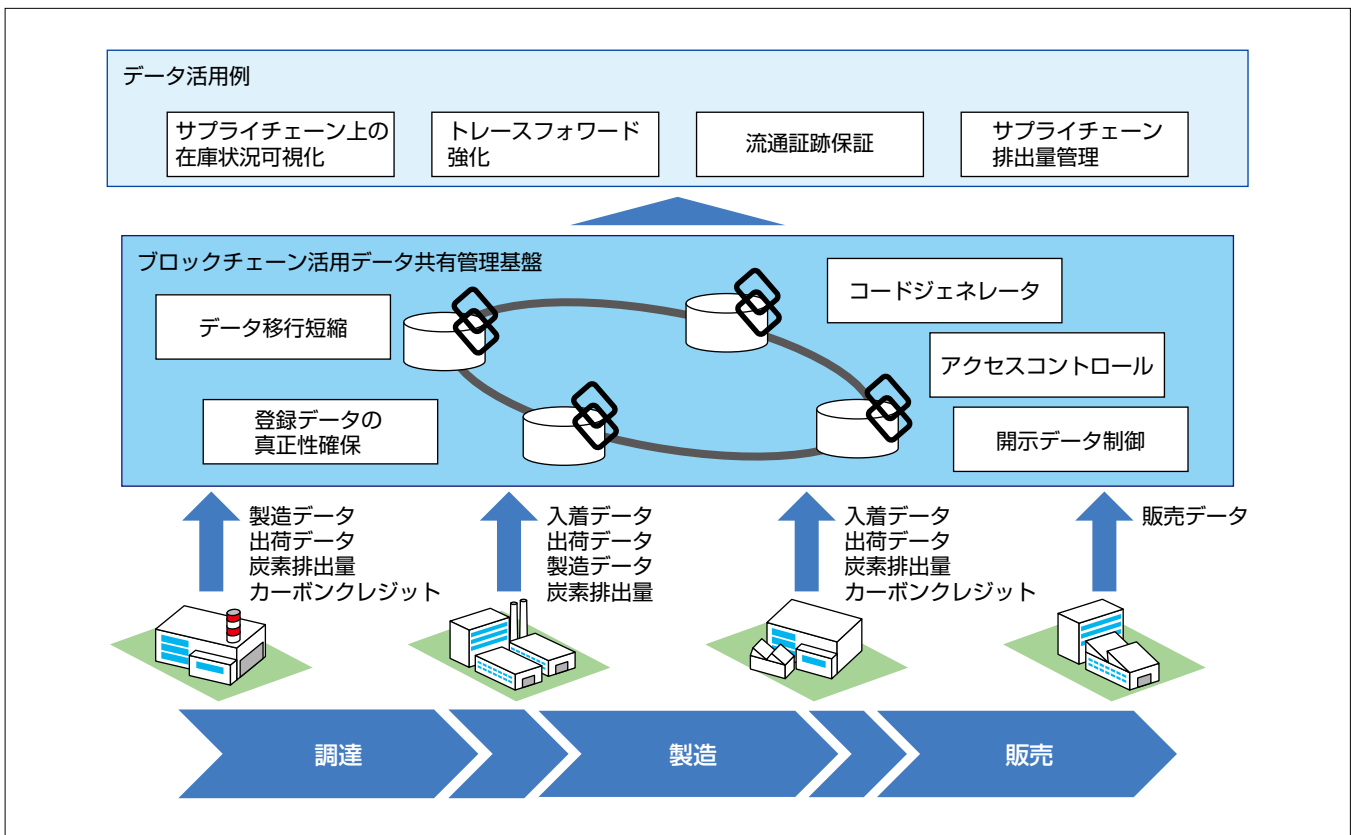 データ活用例
サプライチェーン上の
在庫状況可視化
トレースフォワード
強化
流通証跡保証
サプライチェーン
排出量管理
ブロックチェーン活用データ共有管理基盤
データ移行短縮
登録データの
真正性確保
コードジェネレータ
アクセスコントロール
開示データ制御
製造データ
出荷データ
炭素排出量
カーボンクレジット
入着データ
出荷データ
製造データ
炭素排出量
入着データ
出荷データ
炭素排出量
カーボンクレジット
販売データ
調達
製造
販売